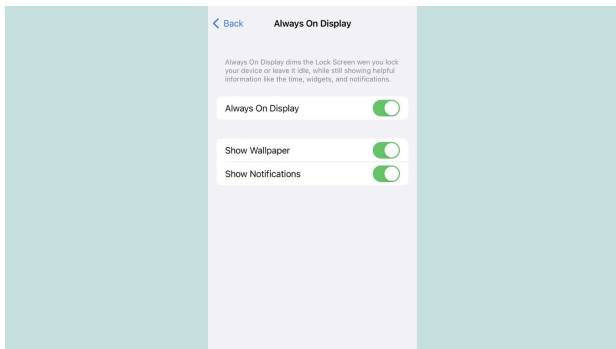 Back
Always On Display
Always On Display dims the Lock Screen wen you lock
your device or leave it idle, while still showing helpful
information like the time, widgets, and notifications.
Always On Display
Show Wallpaper
Show Notifications